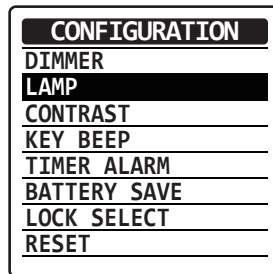 CONFIGURATION
DIMMER
LAMP
CONTRAST
KEY BEEP
TIMER ALARM
BATTERY SAVE
LOCK SELECT
RESET